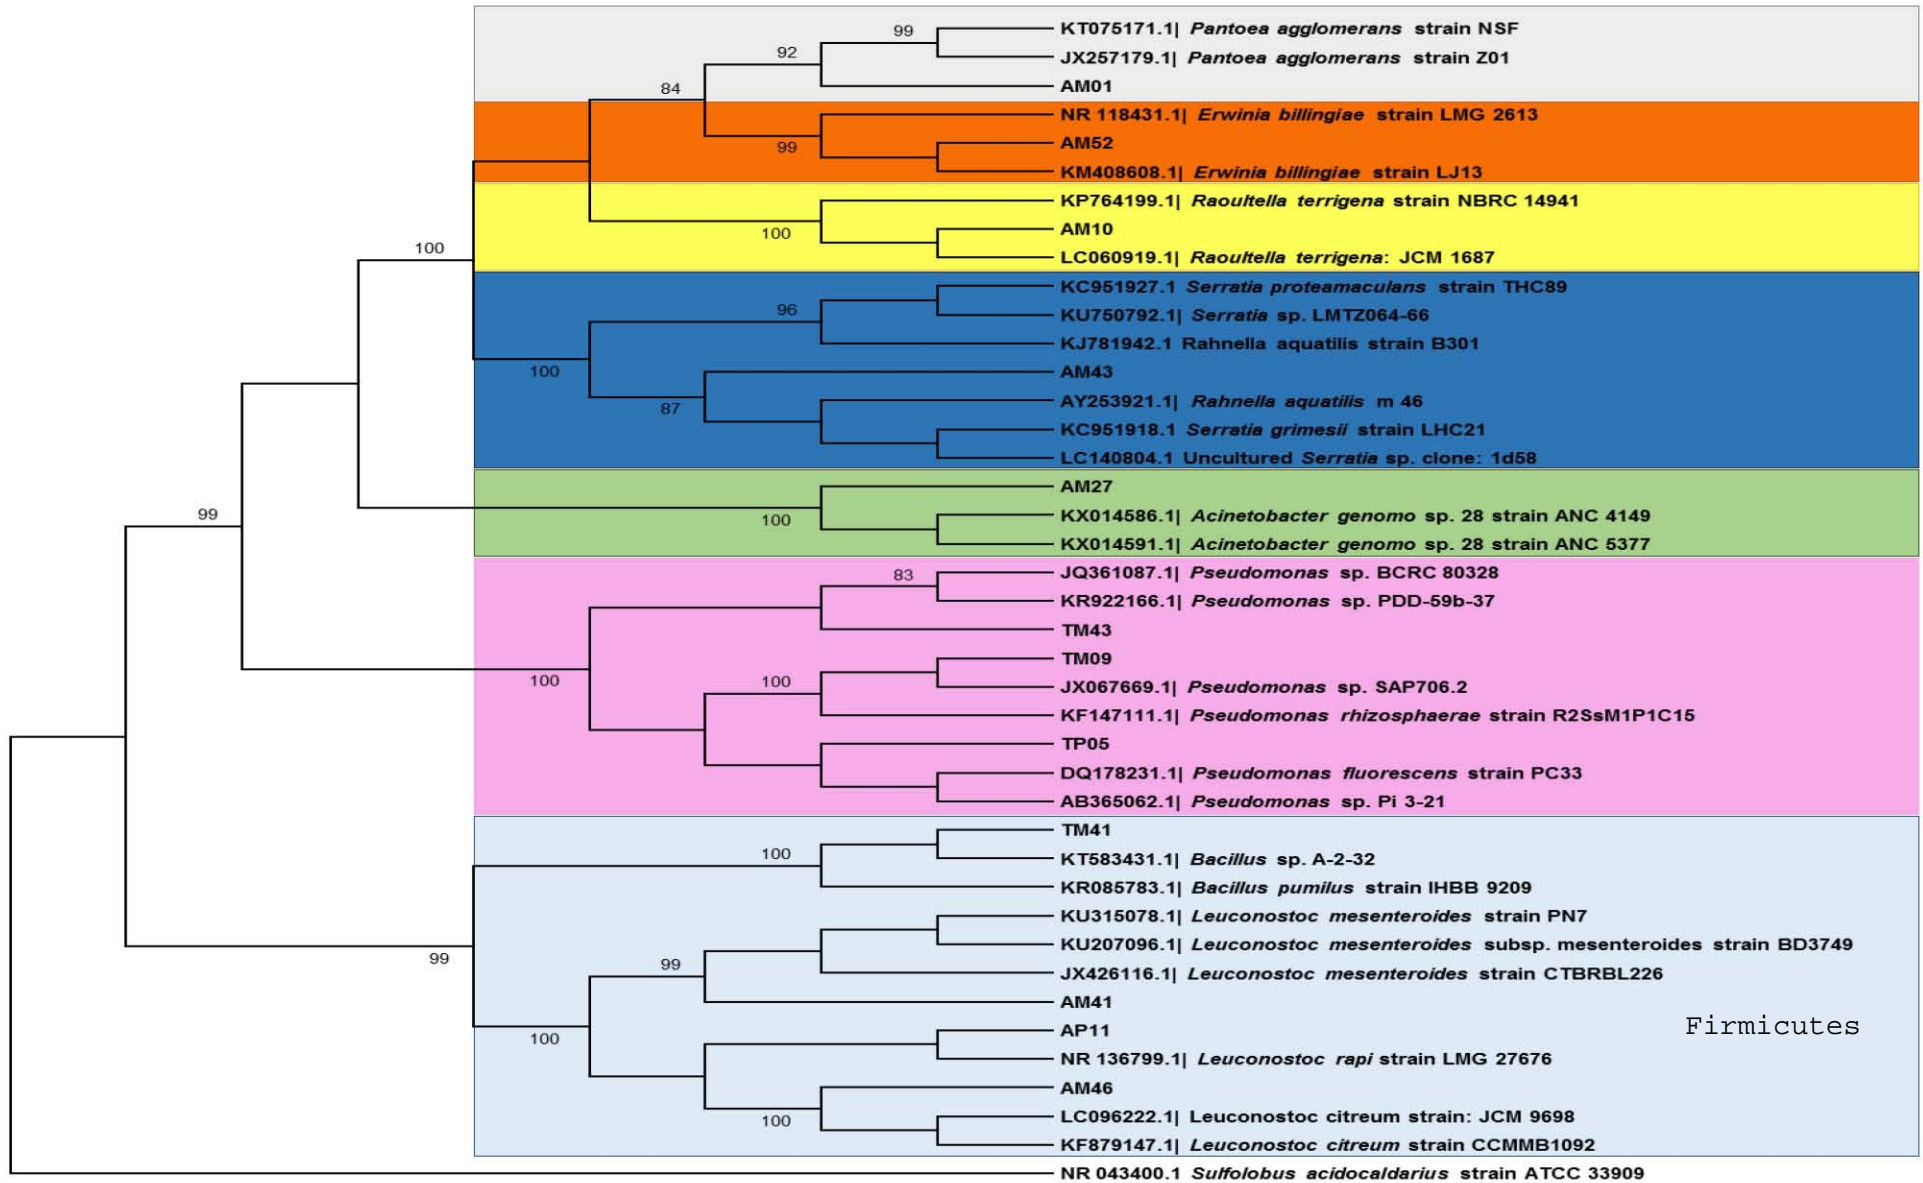 99
KT075171.1| Pantoea agglomerans strain NSF
92
JX257179.1| Pantoea agglomerans strain Z01
84
AM01
NR 118431.1| Erwinia billingiae strain LMG 2613
99
AM52
KM408608.1| Erwinia billingiae strain LJ13
KP764199.1| Raoultella terrigena strain NBRC 14941
100
AM10
100
LC060919.1| Raoultella terrigena: JCM 1687
KC951927.1 Serratia proteamaculans strain THC89
96
KU750792.1| Serratia sp. LMTZ064-66
KJ781942.1 Rahnella aquatilis strain B301
100
AM43
87
AY253921.1| Rahnella aquatilis m 46
KC951918.1 Serratia grimesii strain LHC21
LC140804.1 Uncultured Serratia sp. clone: 1d58
AM27
99
100
KX014586.1| Acinetobacter genomo sp. 28 strain ANC 4149
KX014591.1| Acinetobacter genomo sp. 28 strain ANC 5377
83
JQ361087.1| Pseudomonas sp. BCRC 80328
KR922166.1| Pseudomonas sp. PDD-59b-37
TM43
TM09
100
100
JX067669.1| Pseudomonas sp. SAP706.2
KF147111.1| Pseudomonas rhizosphaerae strain R2SsM1P1C15
TP05
DQ178231.1| Pseudomonas fluorescens strain PC33
AB365062.1| Pseudomonas sp. Pi 3-21
TM41
100
KT583431.1| Bacillus sp. A-2-32
KR085783.1| Bacillus pumilus strain IHBB 9209
KU315078.1| Leuconostoc mesenteroides strain PN7
KU207096.1| Leuconostoc mesenteroides subsp. mesenteroides strain BD3749
99
99
JX426116.1| Leuconostoc mesenteroides strain CTBRBL226
AM41
Firmicutes
100
AP11
NR 136799.1| Leuconostoc rapi strain LMG 27676
AM46
100
LC096222.1| Leuconostoc citreum strain: JCM 9698
KF879147.1| Leuconostoc citreum strain CCMMB1092
NR 043400.1 Sulfolobus acidocaldarius strain ATCC 33909